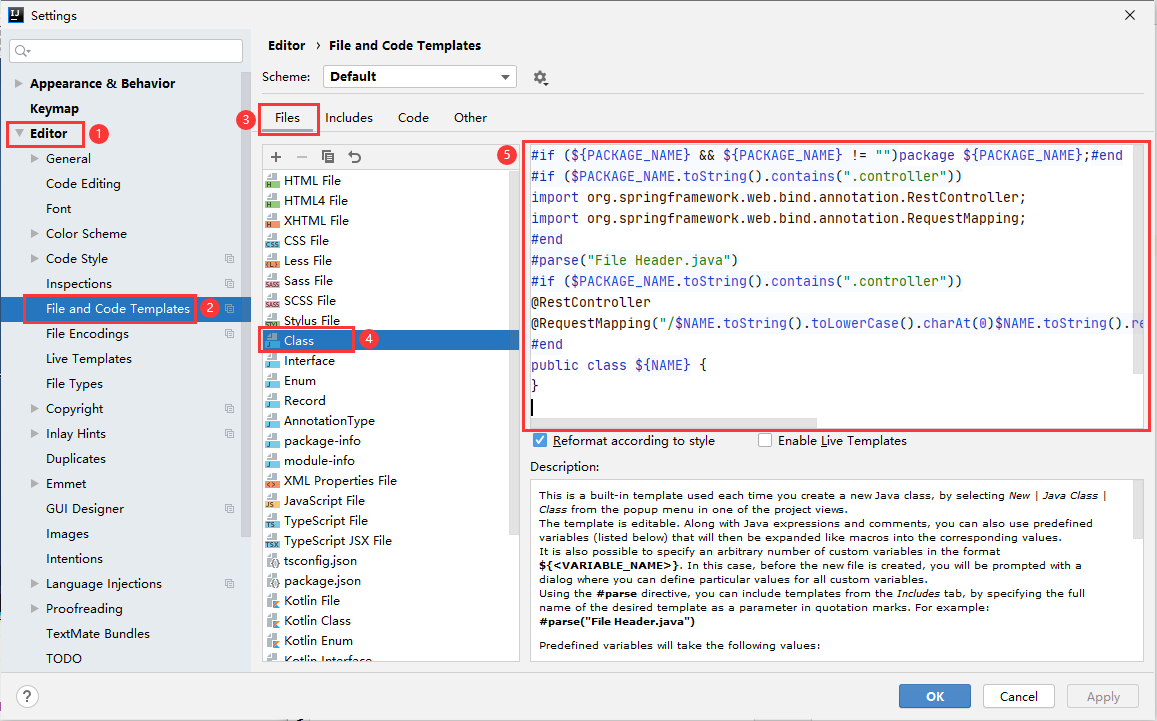 Settings
Appearance & Behavior
Keymap
Editor
1
General
Code Editing
Font
Color Scheme
Code Style
Inspections
File and Code Templates
2
File Encodings
Live Templates
File Types
Copyright
Inlay Hints
Duplicates
Emmet
GUI Designer
Images
Intentions
Language Injections
Proofreading
TextMate Bundles
TODO
Editor › File and Code Templates
Scheme: Default
3
Files Includes Code Other
HTML File
HTML4 File
XHTML File
CSS File
Less File
Sass File
SCSS File
Stylus File
Class
4
Interface
Enum
Record
AnnotationType
package-info
module-info
XML Properties File
JavaScript File
TypeScript File
TypeScript JSX File
tsconfig.json
package.json
Kotlin File
Kotlin Class
Kotlin Enum
Kotlin Interface
5
#if (${PACKAGE_NAME} && ${PACKAGE_NAME} != "")package ${PACKAGE_NAME};#end
#if ($PACKAGE_NAME.toString().contains(".controller"))
import org.springframework.web.bind.annotation.RestController;
import org.springframework.web.bind.annotation.RequestMapping;
#end
#parse("File Header.java")
#if ($PACKAGE_NAME.toString().contains(".controller"))
@RestController
@RequestMapping("/$NAME.toString().toLowerCase().charAt(0)$NAME.toString().re
#end
public class ${NAME} {
}
Reformat according to style Enable Live Templates
Description:
This is a built-in template used each time you create a new Java class, by selecting New | Java Class |
Class from the popup menu in one of the project views.
The template is editable. Along with Java expressions and comments, you can also use predefined
variables (listed below) that will then be expanded like macros into the corresponding values.
It is also possible to specify an arbitrary number of custom variables in the format
${<VARIABLE_NAME>}. In this case, before the new file is created, you will be prompted with a
dialog where you can define particular values for all custom variables.
Using the #parse directive, you can include templates from the Includes tab, by specifying the full
name of the desired template as a parameter in quotation marks. For example:
#parse("File Header.java")
Predefined variables will take the following values:
? OK Cancel Apply